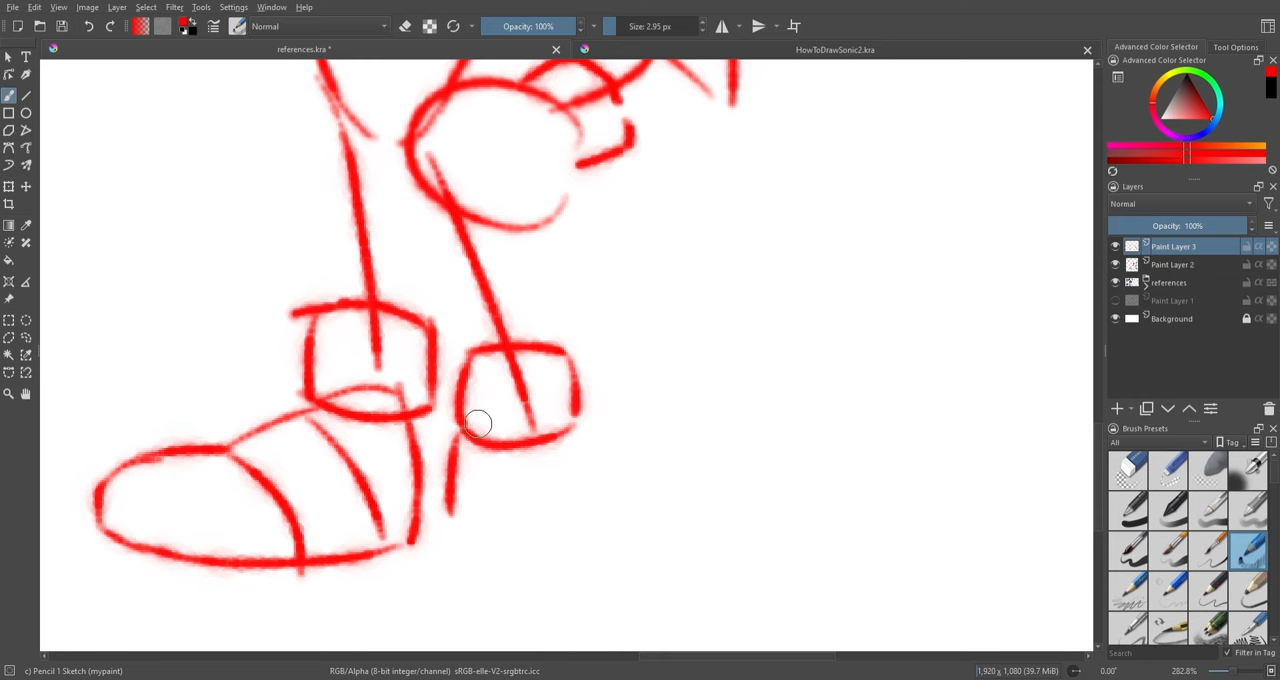 File Edit View Image Layer Select Filter Tools Settings Window Help
Normal Opacity: 100% Size: 2.95 px
references.kra * HowToDrawSonic2.kra
Advanced Color Selector Tool Options
Advanced Color Selector
Layers
Normal
Opacity: 100%
Paint Layer 3
Paint Layer 2
references
Paint Layer 1
Background
Brush Presets
All Tag
Search Filter in Tag
c) Pencil 1 Sketch (mypaint) RGB/Alpha (8-bit integer/channel) sRGB-elle-V2-srgbtrc.icc 1,920 x 1,080 (39.7 MiB) 0.00° 282.8%